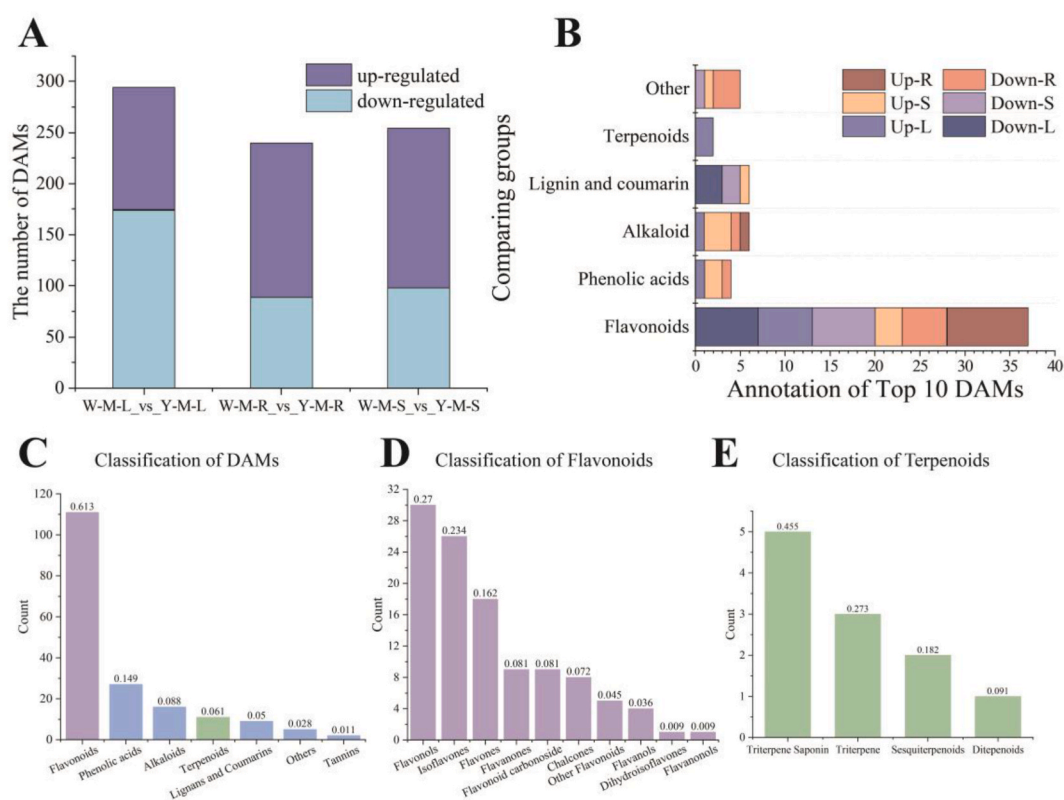 A
up-regulated
down-regulated
The number of DAMs
300
250
200
150
100
50
0
W-M-L_vs_Y-M-L
W-M-R_vs_Y-M-R
W-M-S_vs_Y-M-S
B
Comparing groups
Other
Terpenoids
Lignin and coumarin
Alkaloid
Phenolic acids
Flavonoids
Up-R
Down-R
Up-S
Down-S
Up-L
Down-L
0 5 10 15 20 25 30 35 40
Annotation of Top 10 DAMs
C
Classification of DAMs
Count
120
100
80
60
40
20
0
0.613
0.149
0.088
0.061
0.05
0.028
0.011
Flavonoids
Phenolic acids
Alkaloids
Terpenoids
Lignans and Coumarins
Others
Tannins
D
Classification of Flavonoids
Count
32
28
24
20
16
12
8
4
0
0.27
0.234
0.162
0.081
0.081
0.072
0.045
0.036
0.009
0.009
Flavonols
Isoflavones
Flavones
Flavanones
Flavonoid carbonoside
Chalcones
Other Flavonoids
Flavanols
Dihydroisoflavones
Flavanonols
E
Classification of Terpenoids
Count
5
4
3
2
1
0
0.455
0.273
0.182
0.091
Triterpene Saponin
Triterpene
Sesquiterpenoids
Ditepenoids